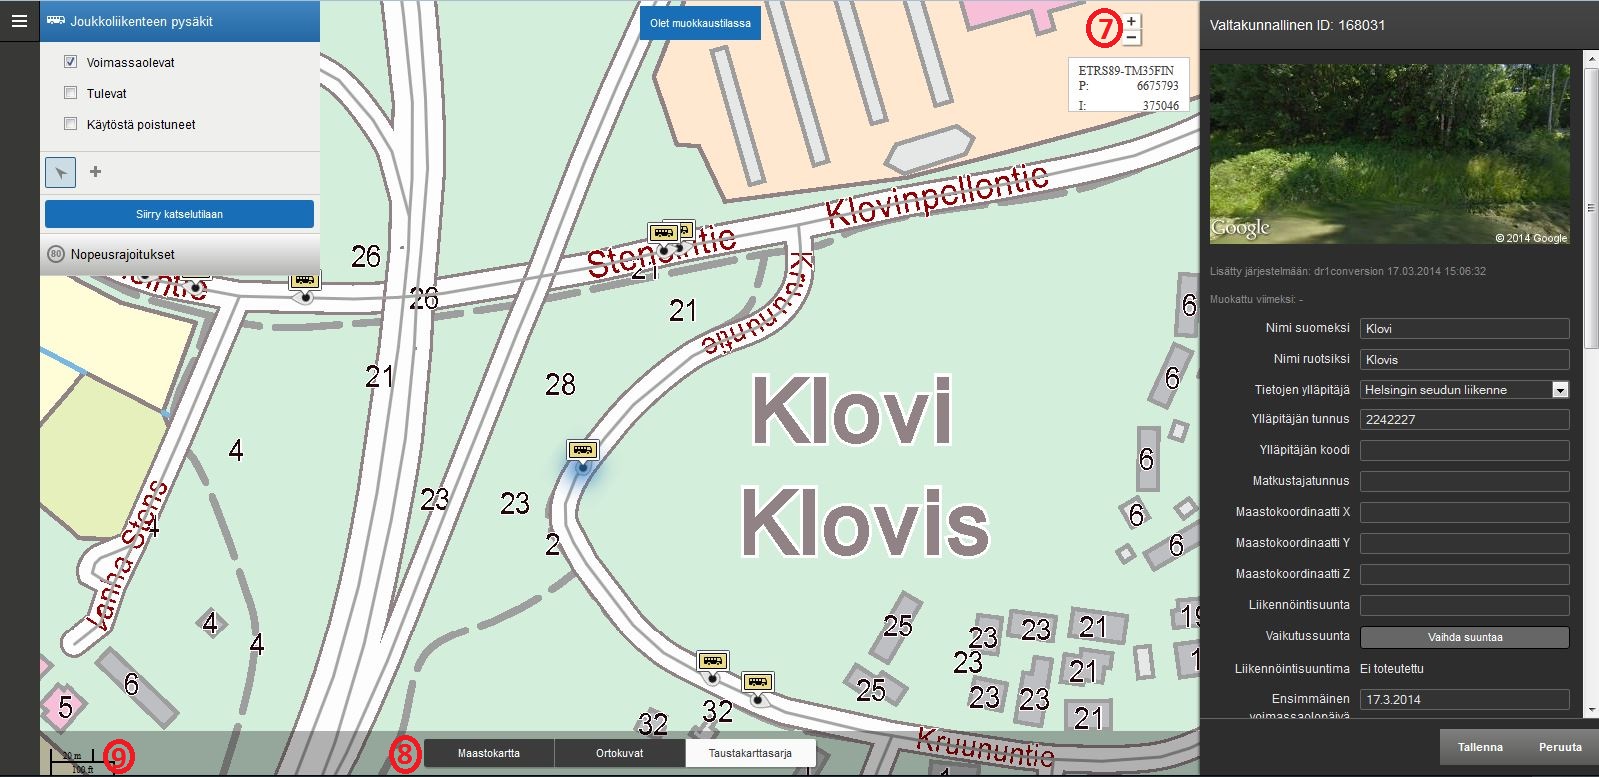 Joukkoliikenteen pysäkit
Voimassaolevat
Tulevat
Käytöstä poistuneet
Siirry katselutilaan
80 Nopeusrajoitukset
Olet muokkaustilassa
7
+
−
ETRS89-TM35FIN
P: 6675793
I: 375046
Klovinpellontie
26
21
26
21
21
28
Kruununtie
Klovi
Klovis
4
4
23
23
2
4
4
6
5
25
25
23
23
23
23
23
21
21
21
19
1
6
6
6
6
6
32
32
Kruununtie
1
20 m
100 ft
9
8
Maastokartta
Ortokuvat
Taustakarttasarja
Valtakunnallinen ID: 168031
Google
© 2014 Google
Lisätty järjestelmään: dr1conversion 17.03.2014 15:06:32
Muokattu viimeksi: -
Nimi suomeksi Klovi
Nimi ruotsiksi Klovis
Tietojen ylläpitäjä Helsingin seudun liikenne
Ylläpitäjän tunnus 2242227
Ylläpitäjän koodi
Matkustajatunnus
Maastokoordinaatti X
Maastokoordinaatti Y
Maastokoordinaatti Z
Liikennöintisuunta
Vaikutussuunta Vaihda suuntaa
Liikennöintisuuntima Ei toteutettu
Ensimmäinen 17.3.2014
voimassaolopäivä
Tallenna
Peruuta